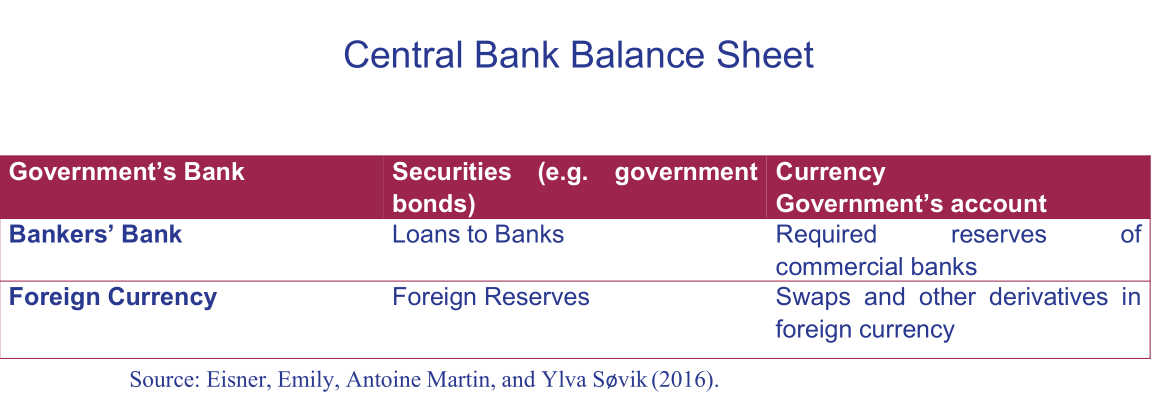 Central Bank Balance Sheet
Government’s Bank
Securities (e.g. government
bonds)
Currency
Government’s account
Bankers’ Bank
Loans to Banks
Required reserves of
commercial banks
Foreign Currency
Foreign Reserves
Swaps and other derivatives in
foreign currency
Source: Eisner, Emily, Antoine Martin, and Ylva Søvik (2016).